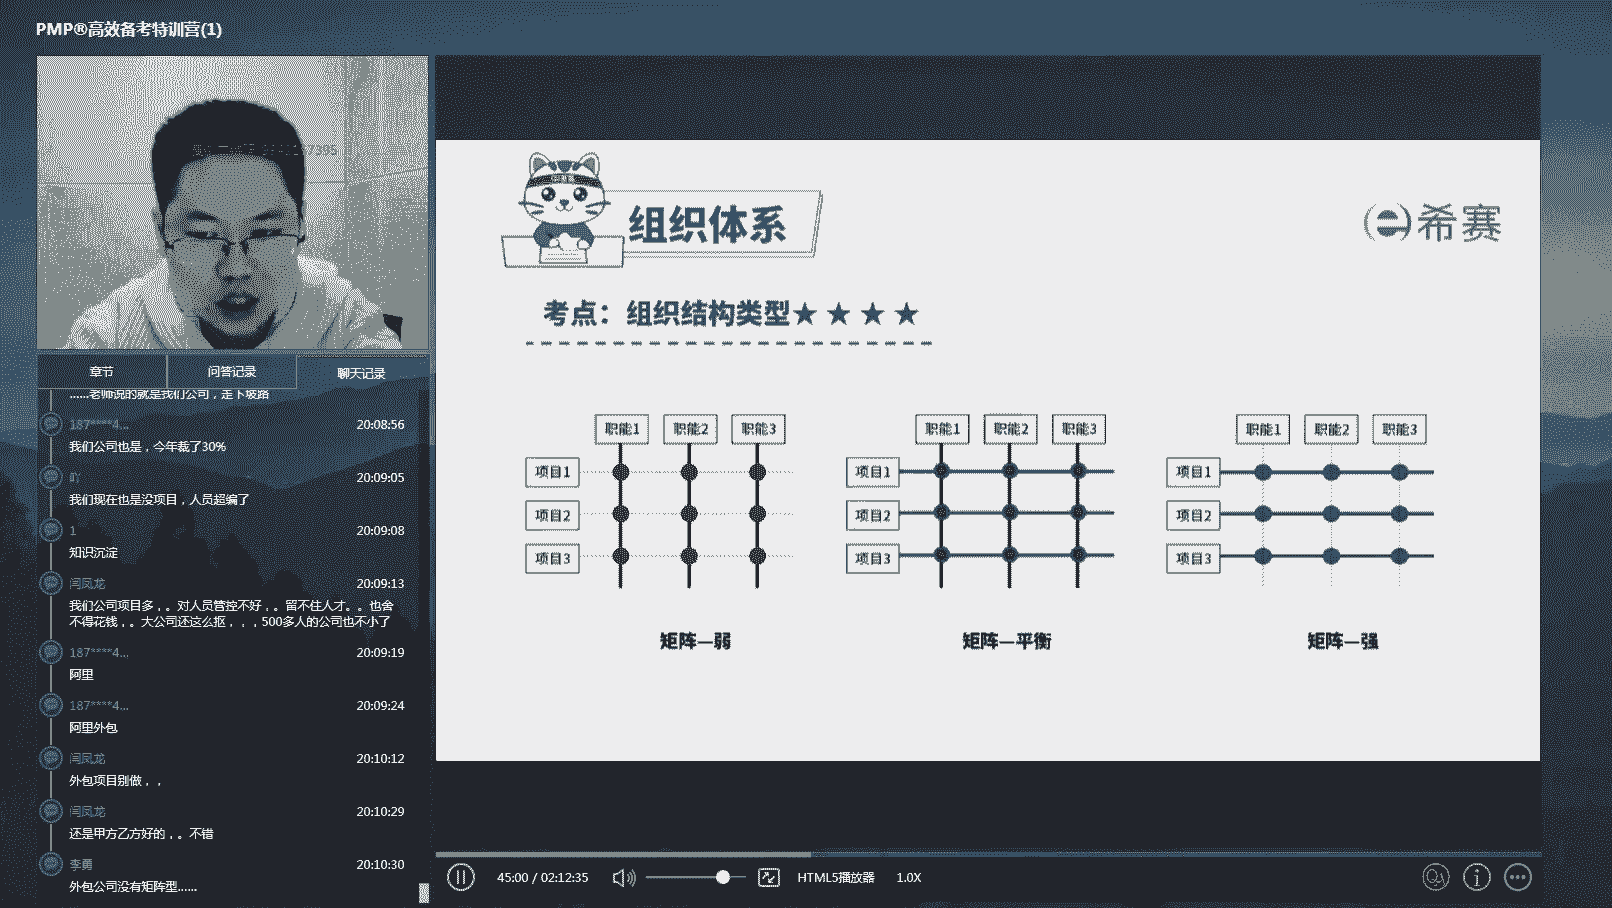 PMP®高效备考特训营(1)
7395
章节
问答记录
聊天记录
......老师说的就是我们公司，走下坡路
187****4...
20:08:56
我们公司也是，今年裁了30%
吖
20:09:05
我们现在也是没项目，人员超编了
1
20:09:08
知识沉淀
闫凤龙
20:09:13
我们公司项目多，。对人员管控不好，。留不住人才。。也舍
不得花钱，。大公司还这么抠，，，500多人的公司也不小了
187****4...
20:09:19
阿里
187****4...
20:09:24
阿里外包
闫凤龙
20:10:12
外包项目别做，，
闫凤龙
20:10:29
还是甲方乙方好的，。不错
李勇
20:10:30
外包公司没有矩阵型......
组织体系
希赛
考点：组织结构类型★ ★ ★ ★
职能1 职能2 职能3
项目1
项目2
项目3
矩阵—弱
职能1 职能2 职能3
项目1
项目2
项目3
矩阵—平衡
职能1 职能2 职能3
项目1
项目2
项目3
矩阵—强
45:00 / 02:12:35
HTML5播放器
1.0X